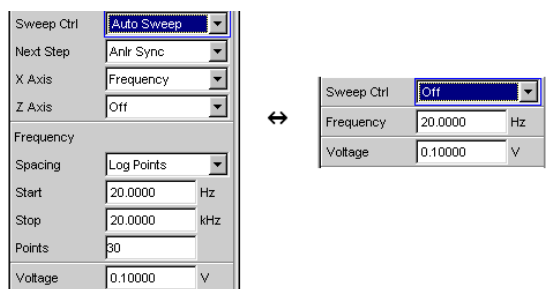 Sweep Ctrl Auto Sweep
Next Step Anlr Sync
X Axis Frequency
Z Axis Off
Frequency
Spacing Log Points
Start 20.0000 Hz
Stop 20.0000 kHz
Points 30
Voltage 0.10000 V
Sweep Ctrl Off
Frequency 20.0000 Hz
Voltage 0.10000 V